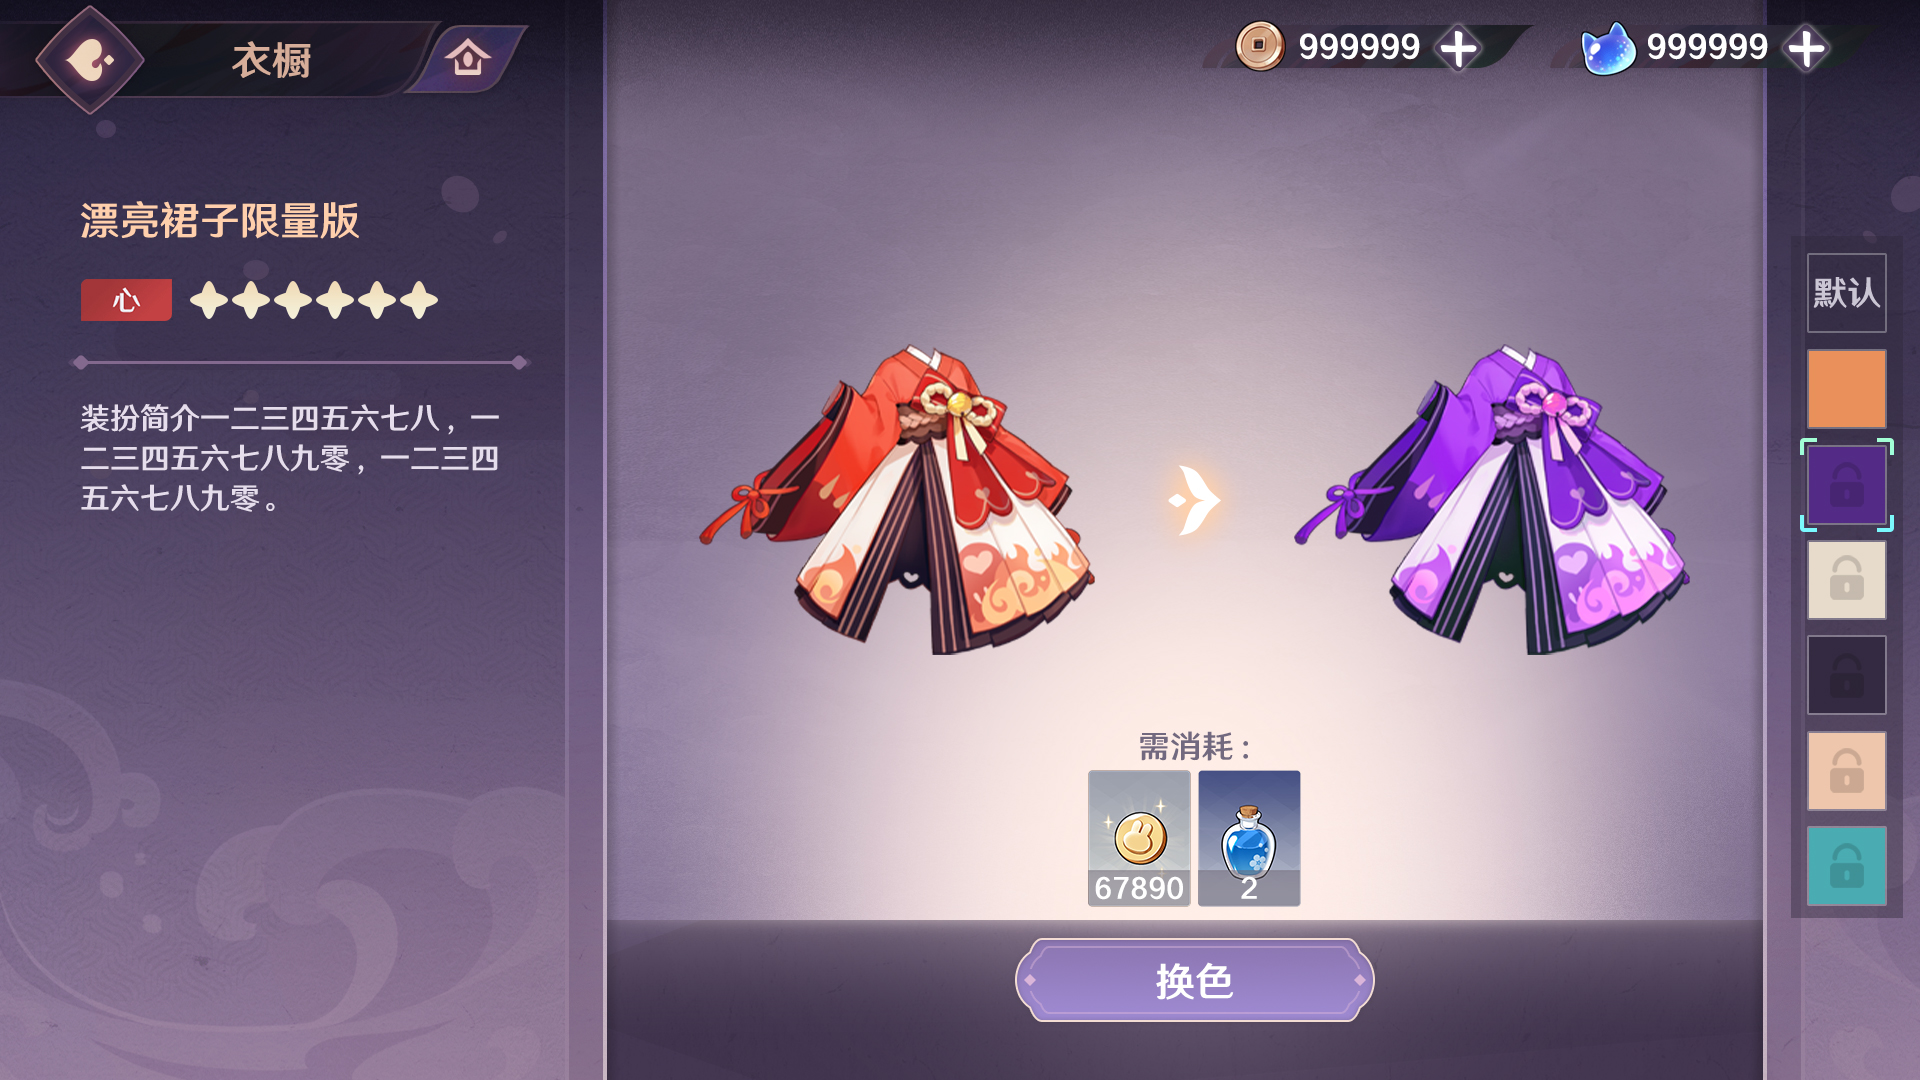 衣橱
999999
999999
漂亮裙子限量版
心
装扮简介一二三四五六七八，一
二三四五六七八九零，一二三四
五六七八九零。
默认
需消耗：
67890
2
换色